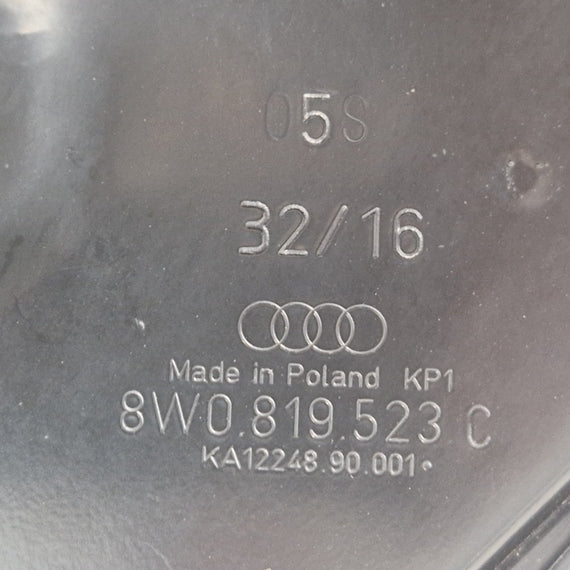 05S
32/16
Made in Poland KP1
8W0.819.523 C
KA12248.90.001